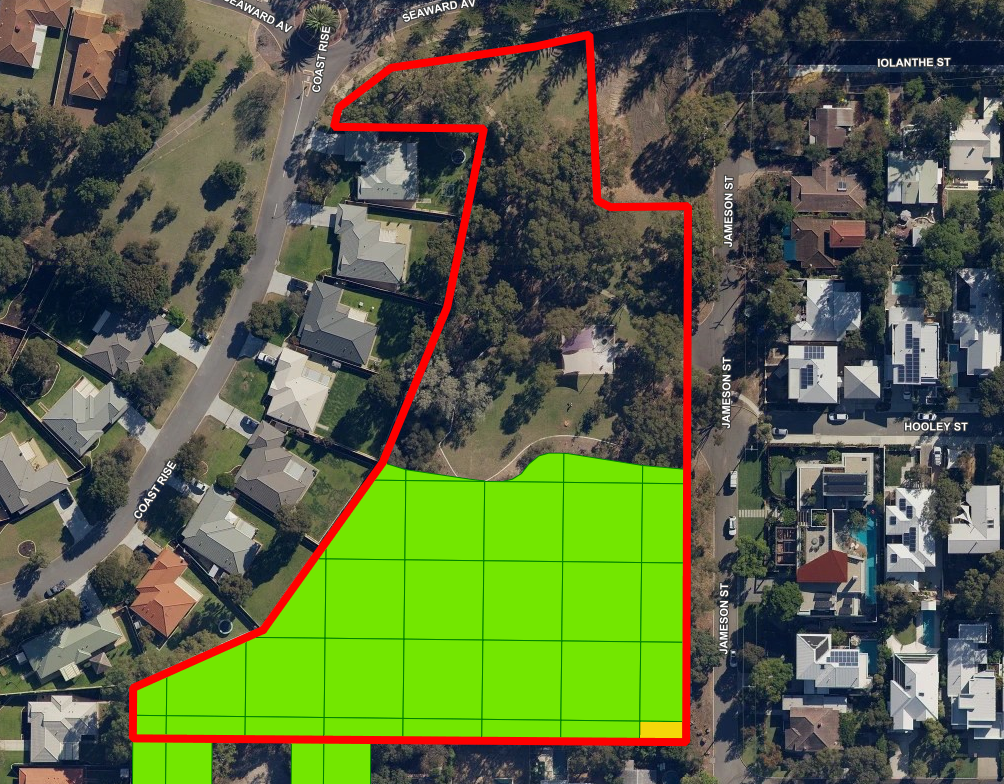 SEAWARD AV
SEAWARD AV
COAST RISE
IOLANTHE ST
JAMESON ST
JAMESON ST
HOOLEY ST
COAST RISE
JAMESON ST